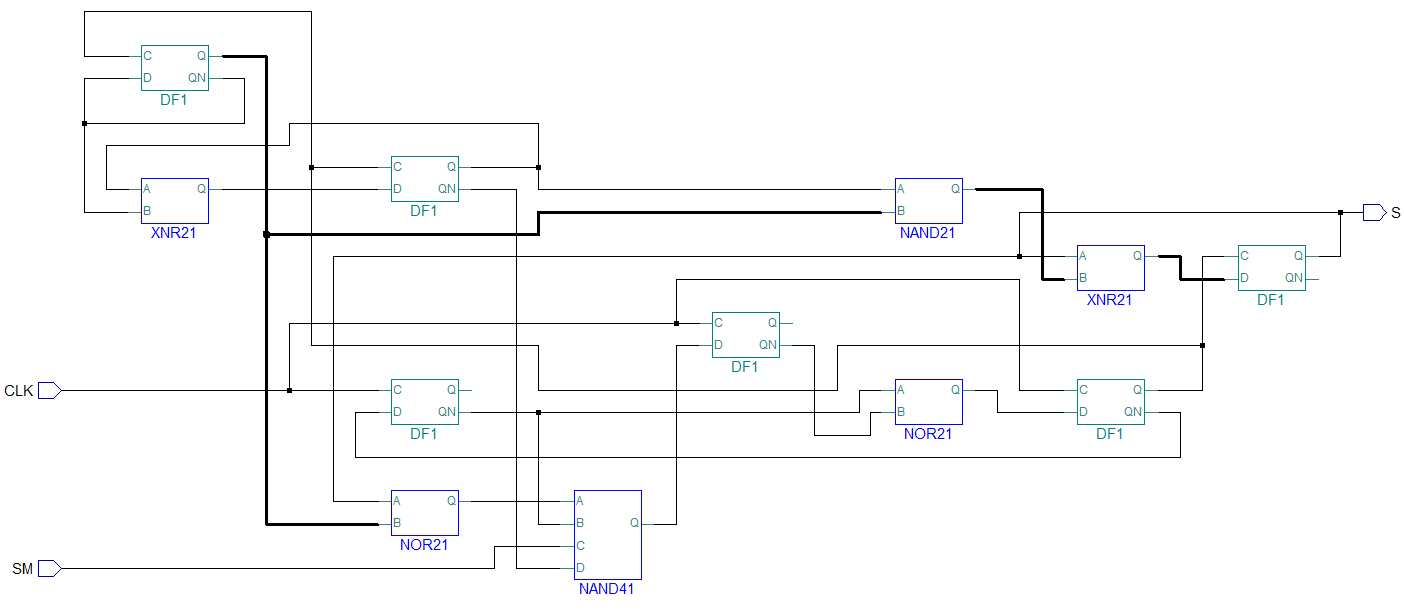 C Q
D QN
DF1
C Q
D QN
DF1
A Q
B
XNR21
A Q
B
NAND21
S
A Q
B
XNR21
C Q
D QN
DF1
C Q
D QN
DF1
CLK
C Q
D QN
DF1
A Q
B
NOR21
C Q
D QN
DF1
A Q
B
NOR21
A
B Q
C
D
NAND41
SM